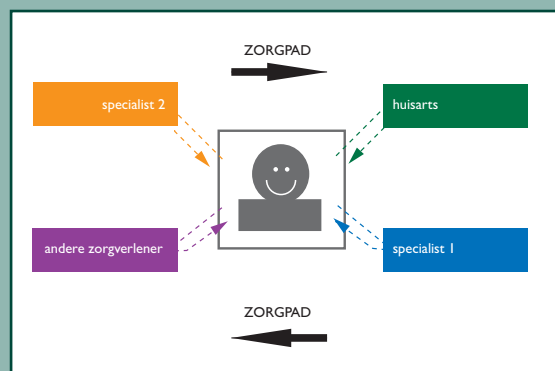 ZORGPAD
specialist 2
huisarts
andere zorgverlener
specialist 1
ZORGPAD